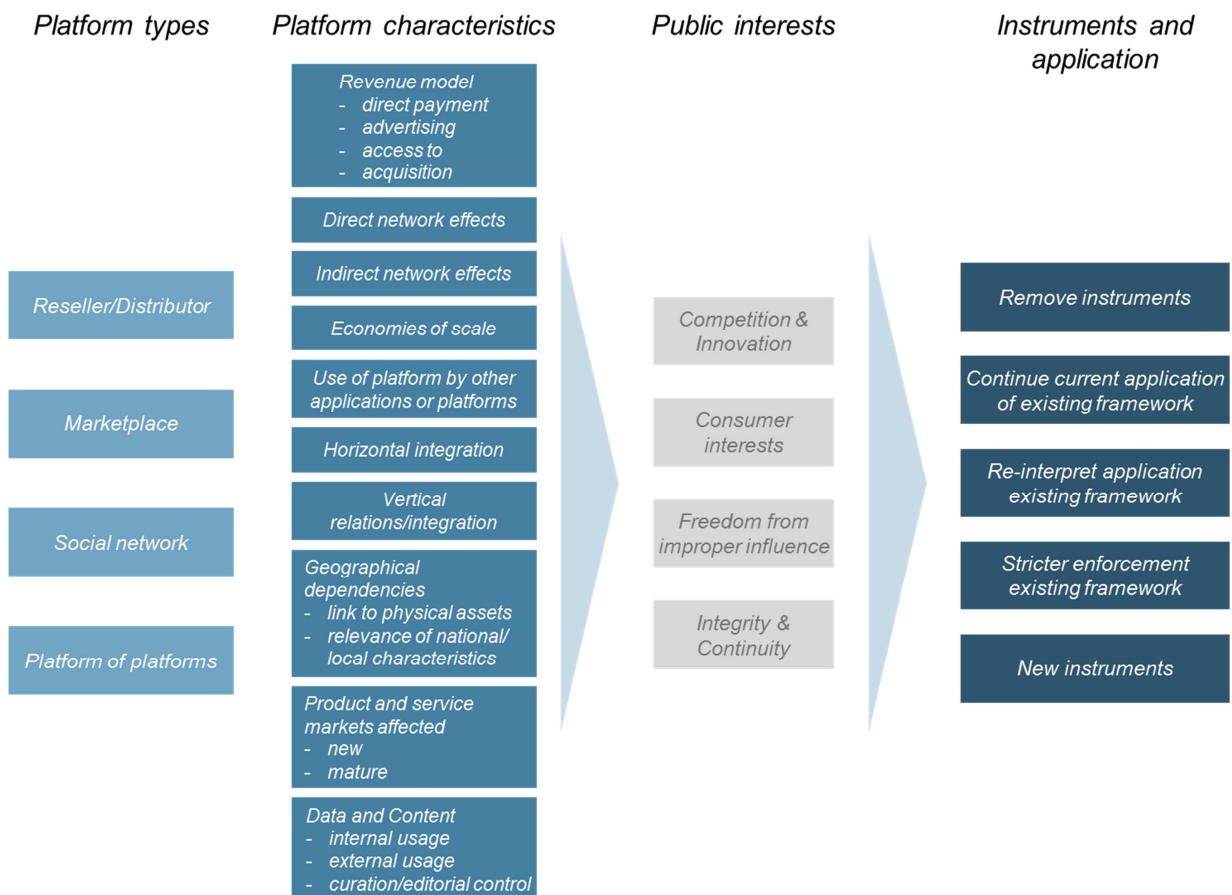 Platform types
Platform characteristics
Public interests
Instruments and
application
Reseller/Distributor
Marketplace
Social network
Platform of platforms
Revenue model
- direct payment
- advertising
- access to
- acquisition
Direct network effects
Indirect network effects
Economies of scale
Use of platform by other
applications or platforms
Horizontal integration
Vertical
relations/integration
Geographical
dependencies
- link to physical assets
- relevance of national/
local characteristics
Product and service
markets affected
- new
- mature
Data and Content
- internal usage
- external usage
- curation/editorial control
Competition &
Innovation
Consumer
interests
Freedom from
improper influence
Integrity &
Continuity
Remove instruments
Continue current application
of existing framework
Re-interpret application
existing framework
Stricter enforcement
existing framework
New instruments